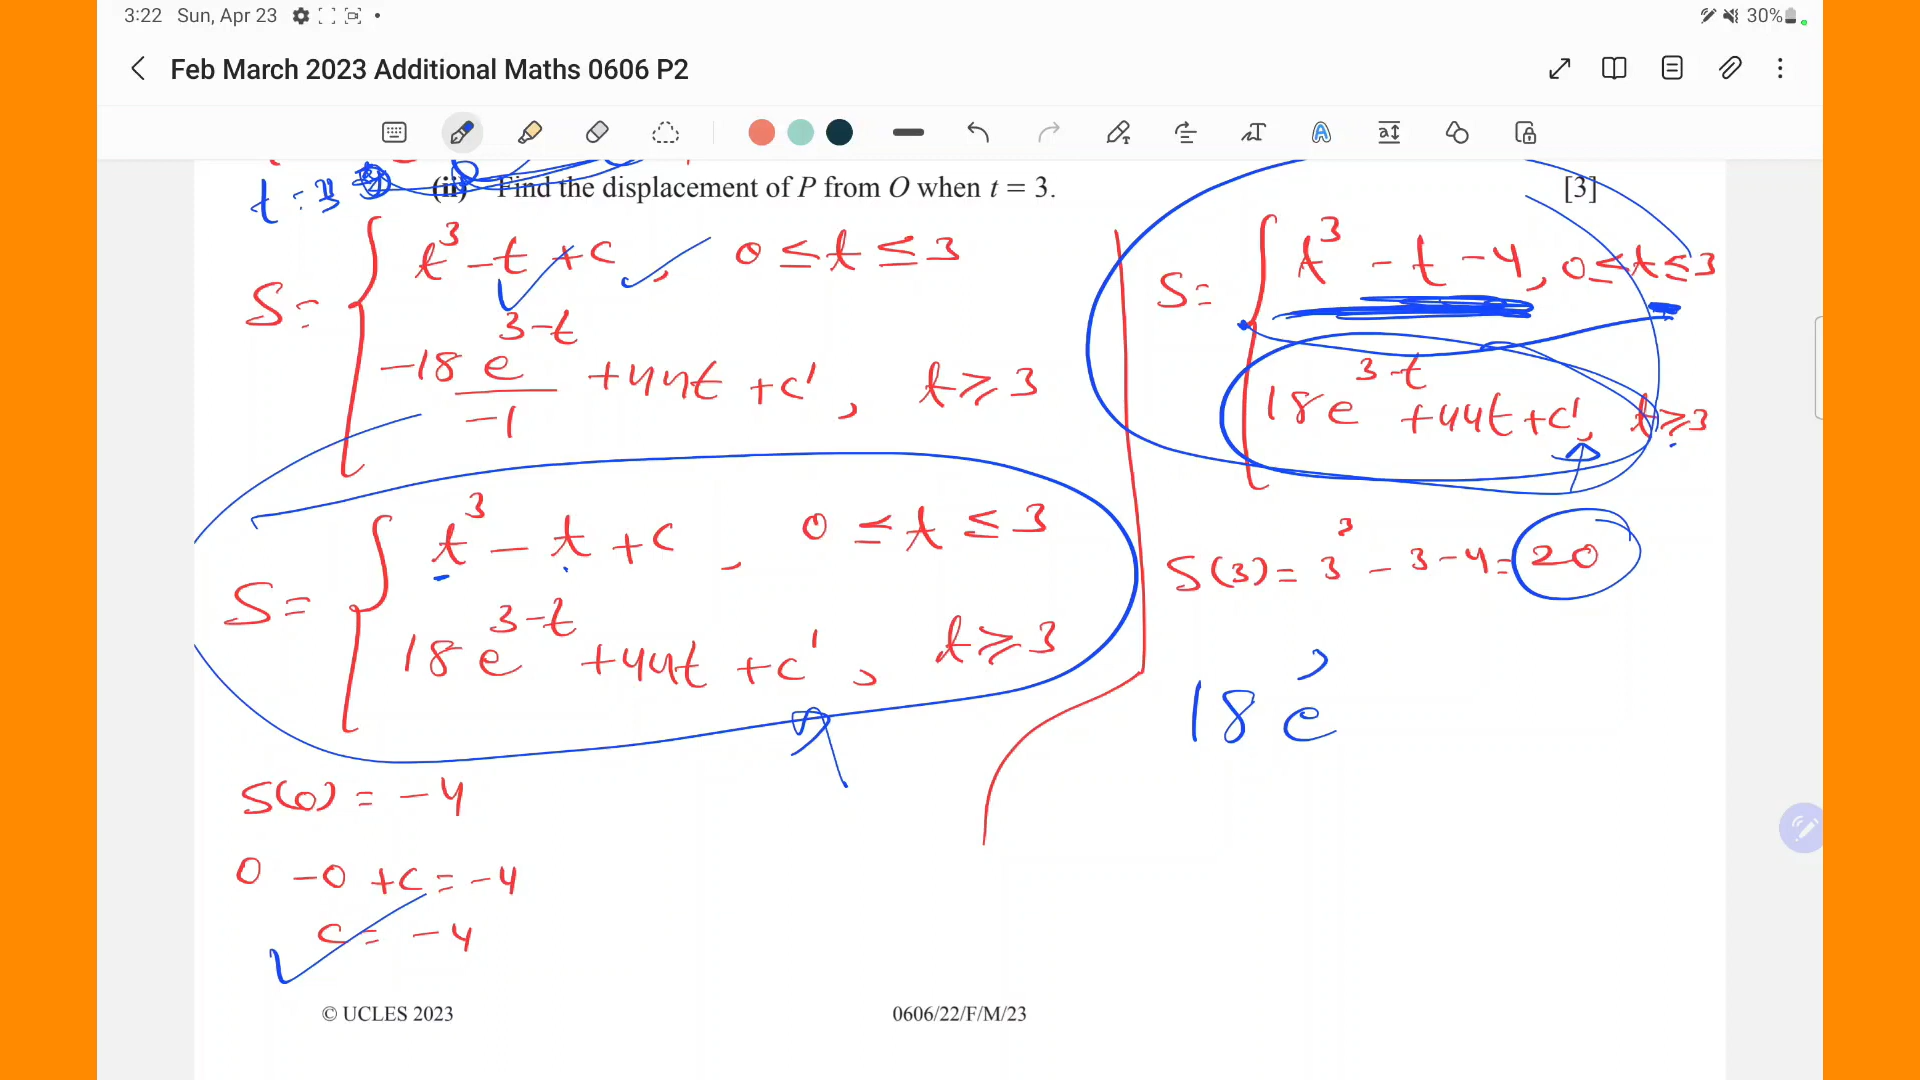 3:22 Sun, Apr 23
30%
Feb March 2023 Additional Maths 0606 P2
t : 3
(ii) Find the displacement of P from O when t = 3. [3]
S = { t³ - t + c, 0 ≤ t ≤ 3
-18 e^(3-t) / -1 + 44t + c', t ≥ 3
S = { t³ - t + c, 0 ≤ t ≤ 3
18 e^(3-t) + 44t + c', t ≥ 3
S(0) = -4
0 - 0 + c = -4
c = -4
S = { t³ - t - 4, 0 ≤ t ≤ 3
18 e^(3-t) + 44t + c', t ≥ 3
S(3) = 3³ - 3 - 4 = 20
18 e
© UCLES 2023
0606/22/F/M/23